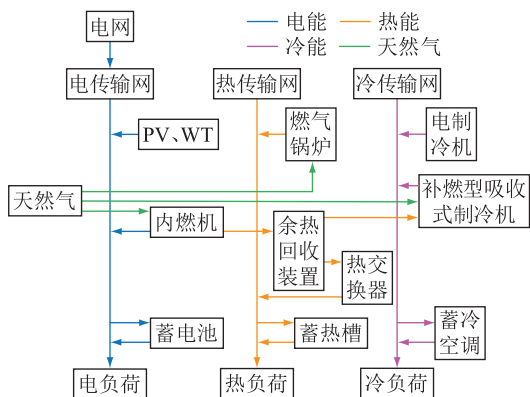 电网
电能
热能
冷能
天然气
电传输网
热传输网
冷传输网
PV、WT
燃气
锅炉
电制
冷机
天然气
内燃机
余热
回收
装置
补燃型吸收
式制冷机
热交
换器
蓄电池
蓄热槽
蓄冷
空调
电负荷
热负荷
冷负荷